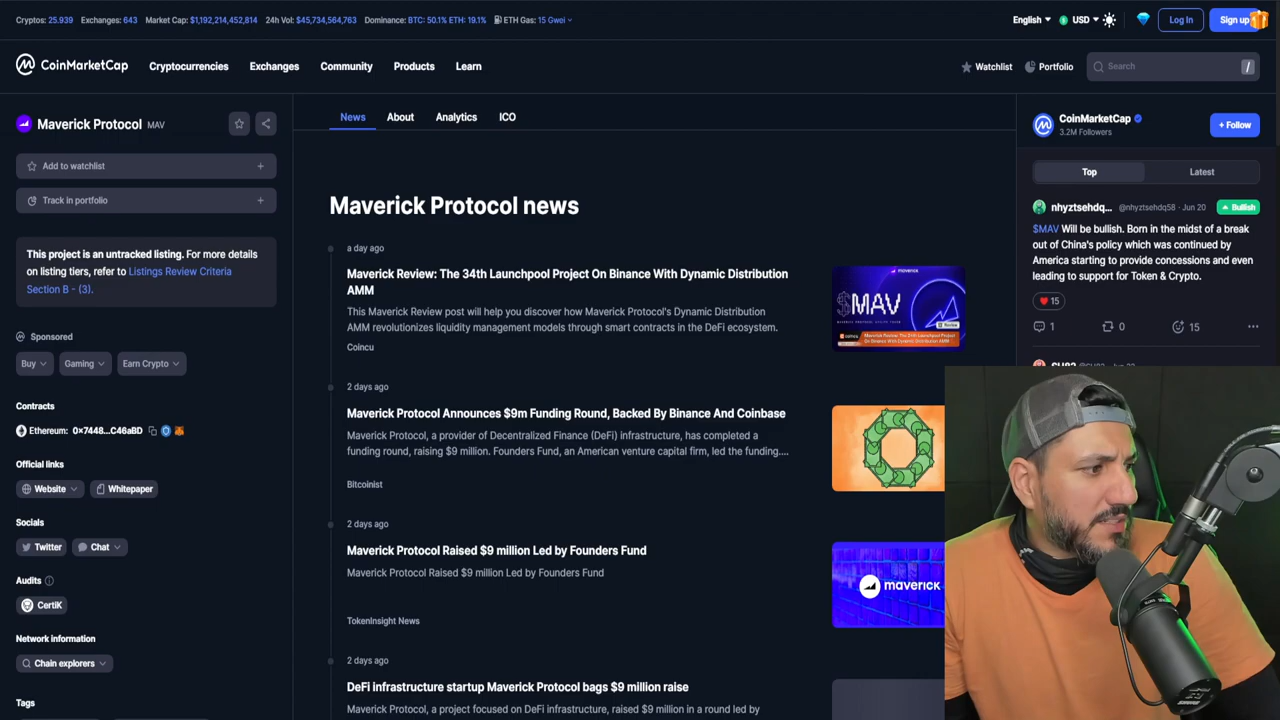 Cryptos: 25.939 Exchanges: 643 Market Cap: $1,192,214,452,814 24h Vol: $45,734,564,763 Dominance: BTC: 50.1% ETH: 19.1% ETH Gas: 15 Gwei
English USD Log In Sign up
CoinMarketCap Cryptocurrencies Exchanges Community Products Learn Watchlist Portfolio Search /
Maverick Protocol MAV
Add to watchlist +
Track in portfolio +
This project is an untracked listing. For more details
on listing tiers, refer to Listings Review Criteria
Section B - (3).
Sponsored
Buy Gaming Earn Crypto
Contracts
Ethereum: 0x7448...C46aBD
Official links
Website Whitepaper
Socials
Twitter Chat
Audits
CertiK
Network information
Chain explorers
Tags
News About Analytics ICO
Maverick Protocol news
a day ago
Maverick Review: The 34th Launchpool Project On Binance With Dynamic Distribution
AMM
This Maverick Review post will help you discover how Maverick Protocol's Dynamic Distribution
AMM revolutionizes liquidity management models through smart contracts in the DeFi ecosystem.
Coincu
maverick
$MAV
Maverick Review: The 34th Launchpool Project
On Binance With Dynamic Distribution AMM
2 days ago
Maverick Protocol Announces $9m Funding Round, Backed By Binance And Coinbase
Maverick Protocol, a provider of Decentralized Finance (DeFi) infrastructure, has completed a
funding round, raising $9 million. Founders Fund, an American venture capital firm, led the funding....
Bitcoinist
2 days ago
Maverick Protocol Raised $9 million Led by Founders Fund
Maverick Protocol Raised $9 million Led by Founders Fund
TokenInsight News
maverick
2 days ago
DeFi infrastructure startup Maverick Protocol bags $9 million raise
Maverick Protocol, a project focused on DeFi infrastructure, raised $9 million in a round led by
CoinMarketCap
3.2M Followers
+ Follow
Top Latest
nhyztsehdq... @nhyztsehdq58 · Jun 20 Bullish
$MAV Will be bullish. Born in the midst of a break
out of China's policy which was continued by
America starting to provide concessions and even
leading to support for Token & Crypto.
15
1 0 15